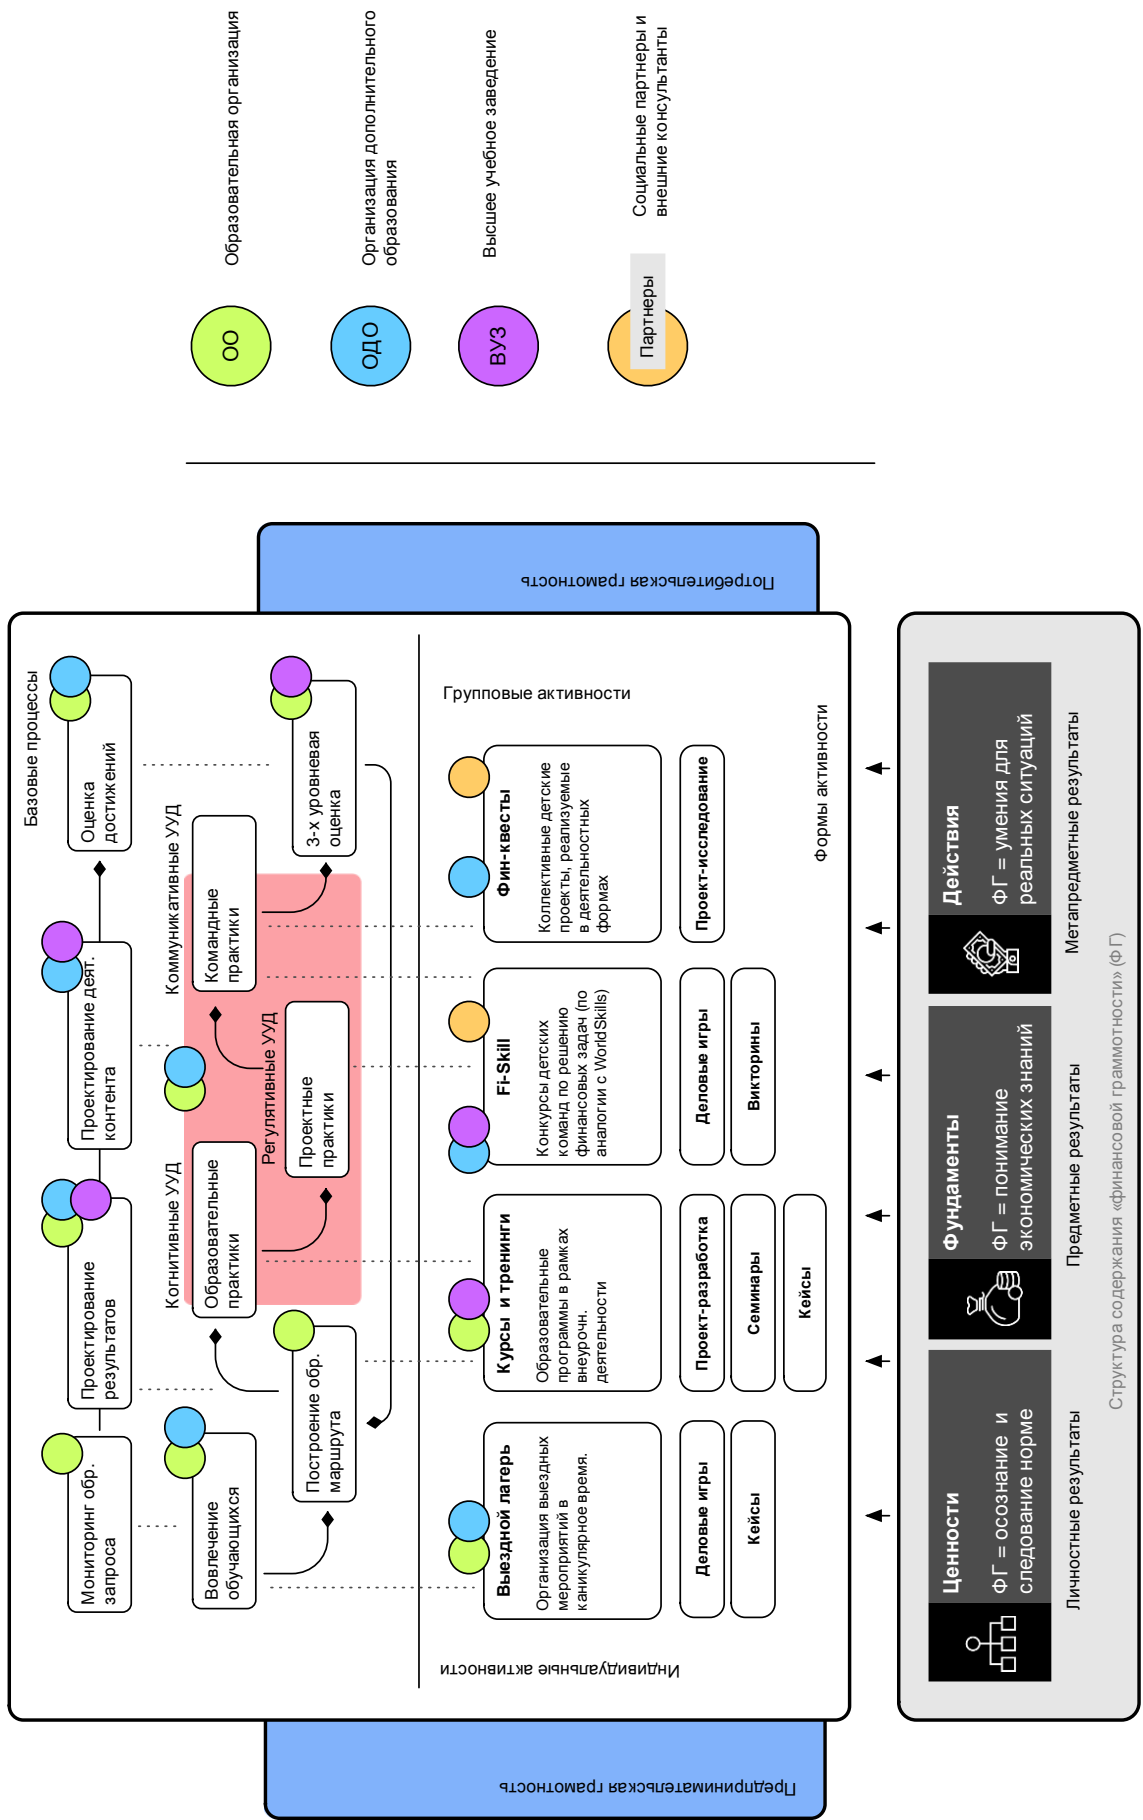 Базовые процессы
Мониторинг обр.
запроса
Проектирование
результатов
Проектирование деят.
контента
Оценка
достижений
Когнитивные УУД
Коммуникативные УУД
Вовлечение
обучающихся
Образовательные
практики
Командные
практики
Регулятивные УУД
Построение обр.
маршрута
Проектные
практики
3-х уровневая
оценка
Индивидуальные активности
Групповые активности
Выездной лагерь
Организация выездных
мероприятий в
каникулярное время.
Деловые игры
Кейсы
Курсы и тренинги
Образовательные
программы в рамках
внеурочн.
деятельности
Проект-разработка
Семинары
Кейсы
Fi-Skill
Конкурсы детских
команд по решению
финансовых задач (по
аналогии с WorldSkills)
Деловые игры
Викторины
Фин-квесты
Коллективные детские
проекты, реализуемые
в деятельностных
формах
Проект-исследование
Формы активности
Предпринимательская грамотность
Потребительская грамотность
Ценности
ФГ = осознание и
следование норме
Личностные результаты
Фундаменты
ФГ = понимание
экономических знаний
Предметные результаты
Действия
ФГ = умения для
реальных ситуаций
Метапредметные результаты
Структура содержания «финансовой грамотности» (ФГ)
ОО
Образовательная организация
ОДО
Организация дополнительного
образования
ВУЗ
Высшее учебное заведение
Партнеры
Социальные партнеры и
внешние консультанты